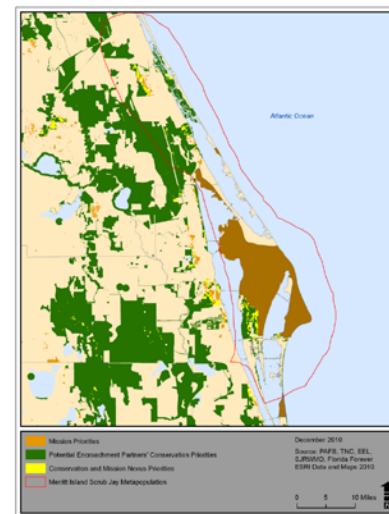 Atlantic Ocean
Mission Priorities
Potential Encroachment Partners' Conservation Priorities
Conservation and Mission Nexus Priorities
Merritt Island Scrub Jay Metapopulation
December 2010
Source: PAFB, TNC, EEL,
SJRWMD, Florida Forever
ESRI Data and Maps 2010
0 5 10 Miles